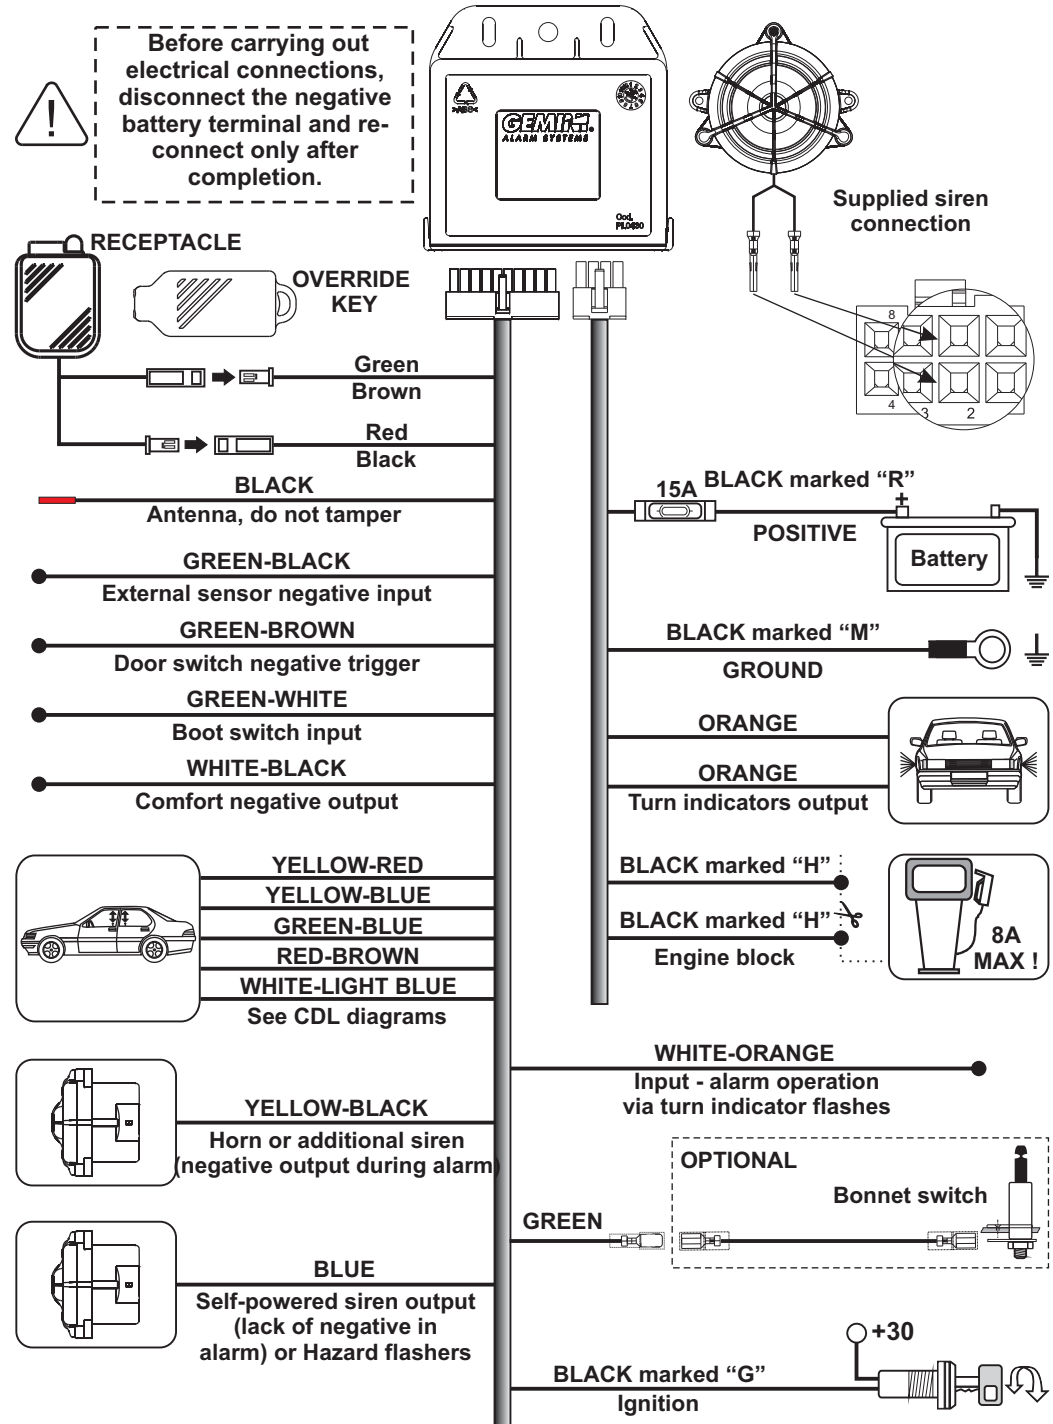 Before carrying out
electrical connections,
disconnect the negative
battery terminal and re-
connect only after
completion.
!
>ABS<
GEMINI.
ALARM SYSTEMS
Cod.
Supplied siren
connection
8
4
3
2
RECEPTACLE
OVERRIDE
KEY
Green
Brown
Red
Black
BLACK
Antenna, do not tamper
GREEN-BLACK
External sensor negative input
GREEN-BROWN
Door switch negative trigger
GREEN-WHITE
Boot switch input
WHITE-BLACK
Comfort negative output
YELLOW-RED
YELLOW-BLUE
GREEN-BLUE
RED-BROWN
WHITE-LIGHT BLUE
See CDL diagrams
YELLOW-BLACK
Horn or additional siren
(negative output during alarm)
BLUE
Self-powered siren output
(lack of negative in
alarm) or Hazard flashers
15A
BLACK marked “R”
+
POSITIVE
Battery
BLACK marked “M”
GROUND
ORANGE
ORANGE
Turn indicators output
BLACK marked “H”
BLACK marked “H”
Engine block
8A
MAX !
WHITE-ORANGE
Input - alarm operation
via turn indicator flashes
OPTIONAL
Bonnet switch
GREEN
+30
BLACK marked “G”
Ignition